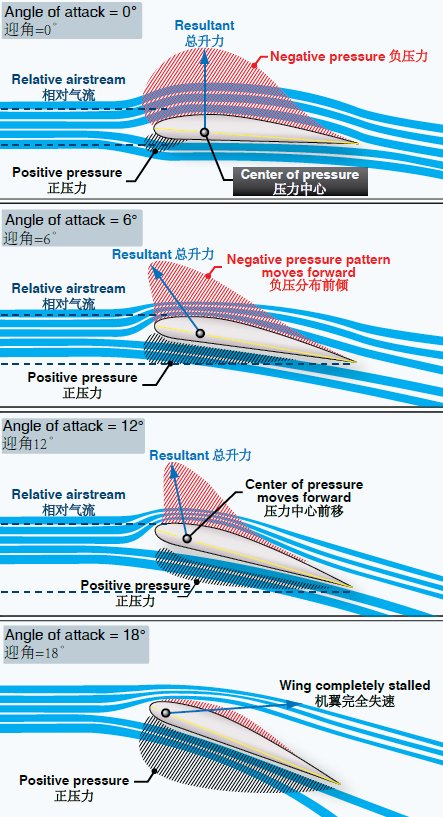 Angle of attack = 0°
迎角=0°
Resultant
总升力
Negative pressure 负压力
Relative airstream
相对气流
Positive pressure
正压力
Center of pressure
压力中心
Angle of attack = 6°
迎角=6°
Resultant 总升力
Negative pressure pattern
moves forward
负压分布前倾
Relative airstream
相对气流
Positive pressure
正压力
Angle of attack = 12°
迎角12°
Resultant 总升力
Center of pressure
moves forward
压力中心前移
Relative airstream
相对气流
Positive pressure
正压力
Angle of attack = 18°
迎角=18°
Wing completely stalled
机翼完全失速
Positive pressure
正压力